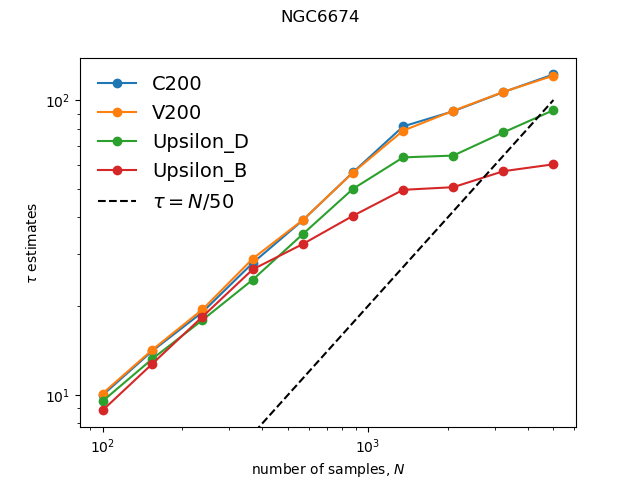 NGC6674
C200
V200
Upsilon_D
Upsilon_B
τ = N/50
10²
10¹
τ estimates
10²
10³
number of samples, N